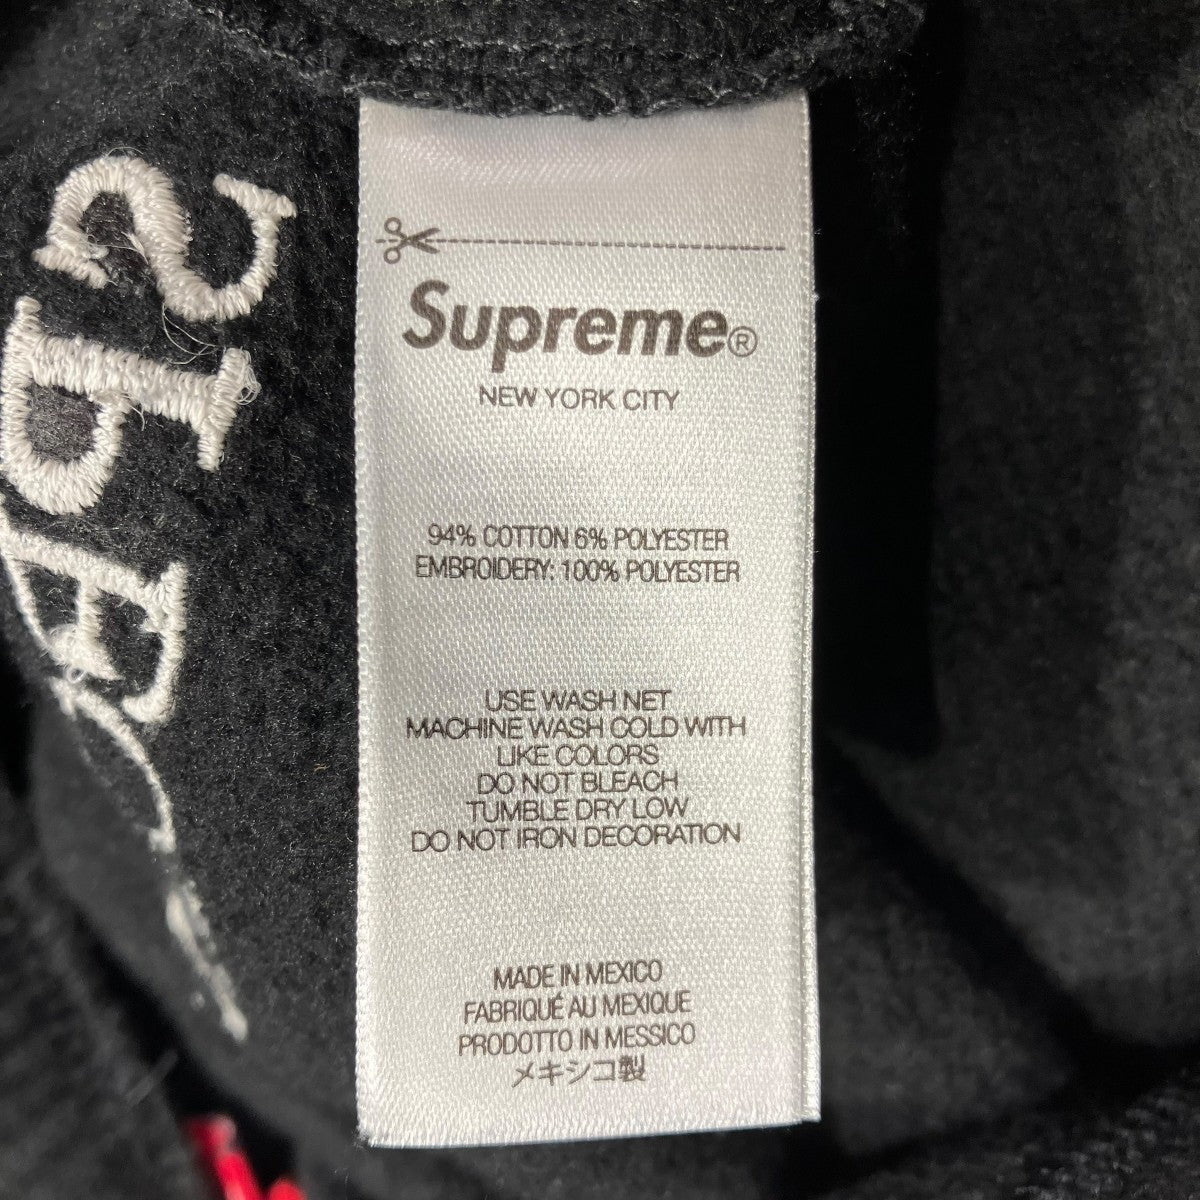 Supreme®
NEW YORK CITY
94% COTTON 6% POLYESTER
EMBROIDERY: 100% POLYESTER
USE WASH NET
MACHINE WASH COLD WITH
LIKE COLORS
DO NOT BLEACH
TUMBLE DRY LOW
DO NOT IRON DECORATION
MADE IN MEXICO
FABRIQUÉ AU MEXIQUE
PRODOTTO IN MESSICO
メキシコ製